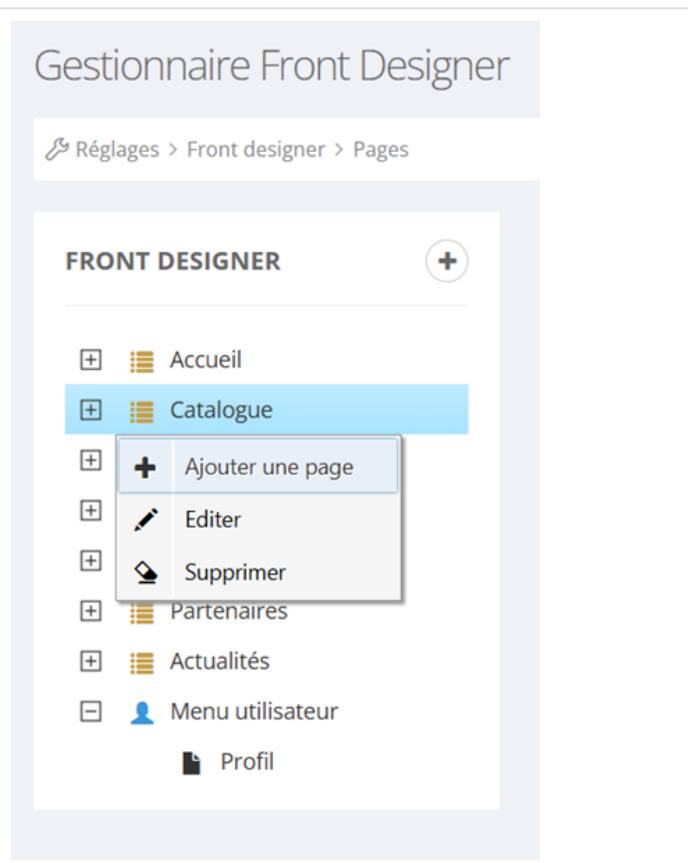 Gestionnaire Front Designer
Réglages > Front designer > Pages
FRONT DESIGNER
Accueil
Catalogue
Ajouter une page
Editer
Supprimer
Partenaires
Actualités
Menu utilisateur
Profil